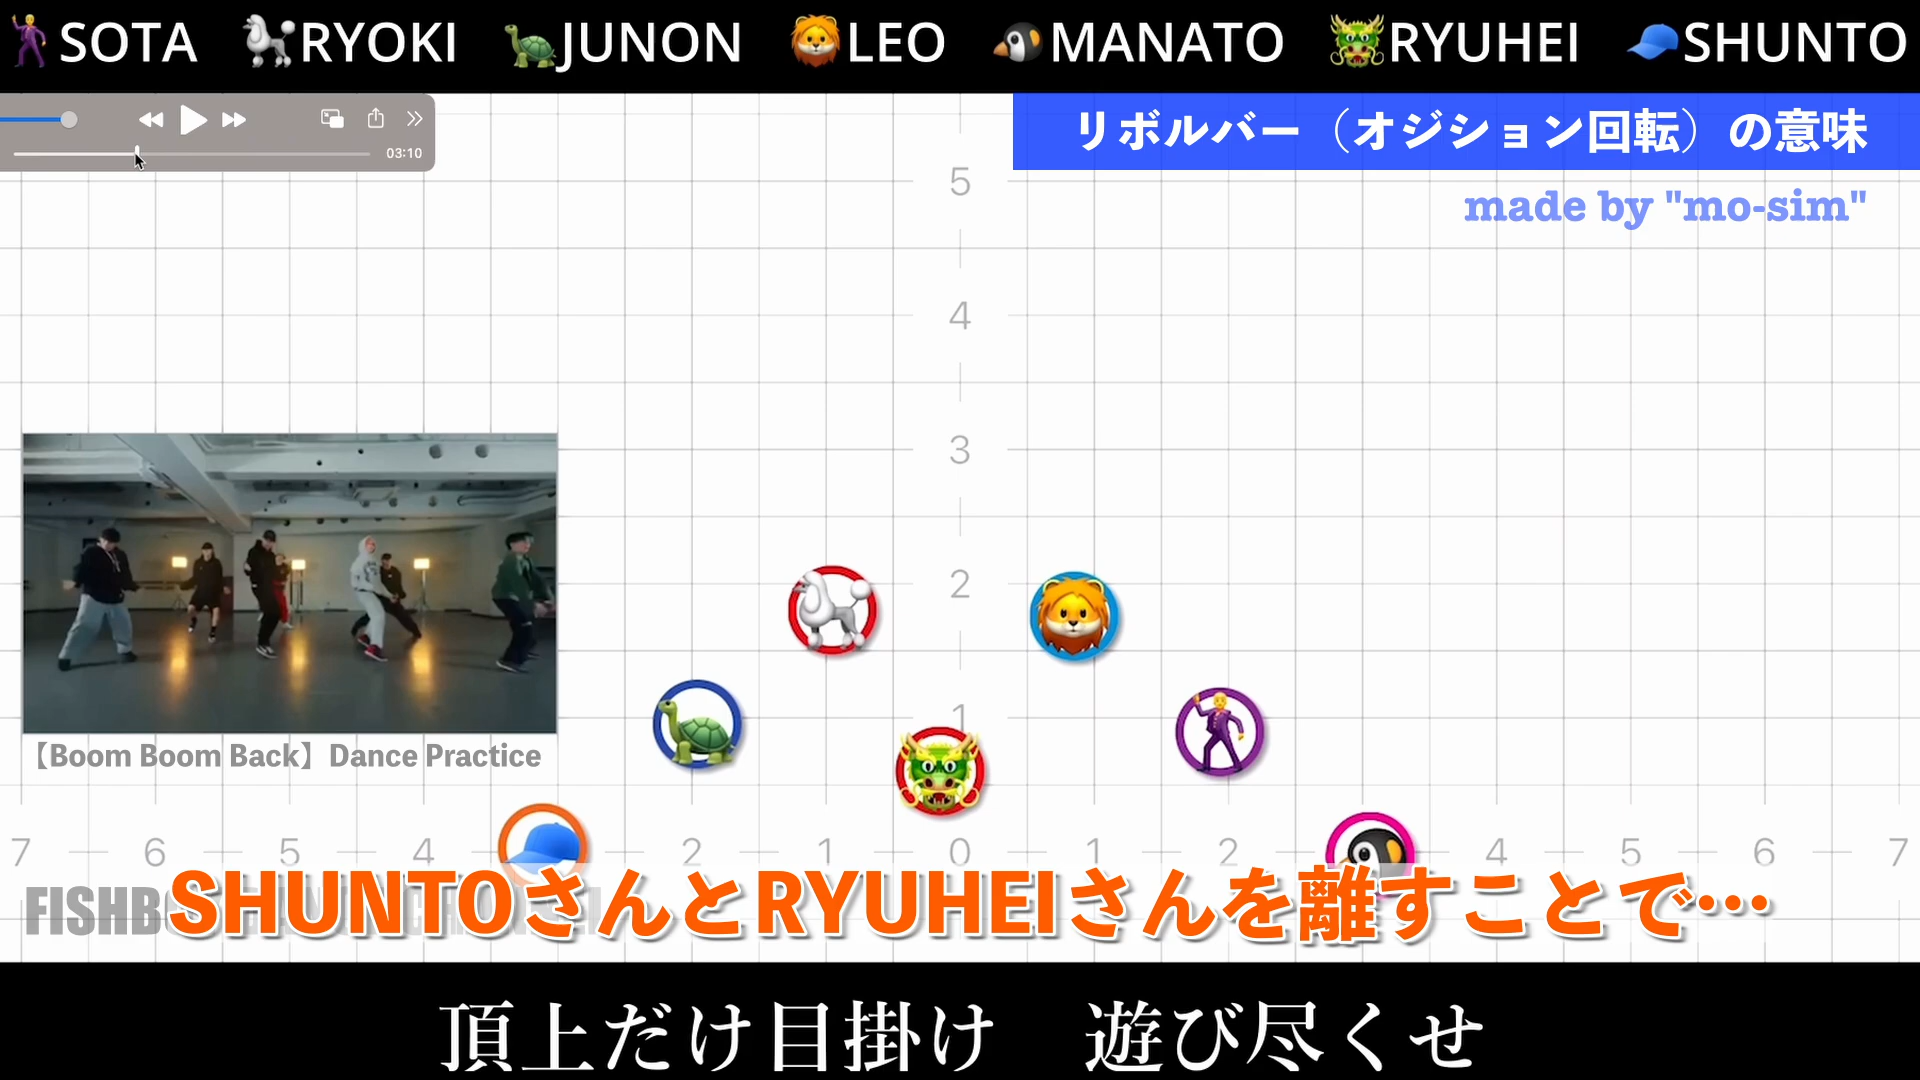 SOTA RYOKI JUNON LEO MANATO RYUHEI SHUNTO
03:10
リボルバー（オジション回転）の意味
made by "mo-sim"
5
4
3
2
1
【Boom Boom Back】Dance Practice
7 6 5 4 2 1 0 1 2 4 5 6 7
SHUNTOさんとRYUHEIさんを離すことで…
頂上だけ目掛け 遊び尽くせ